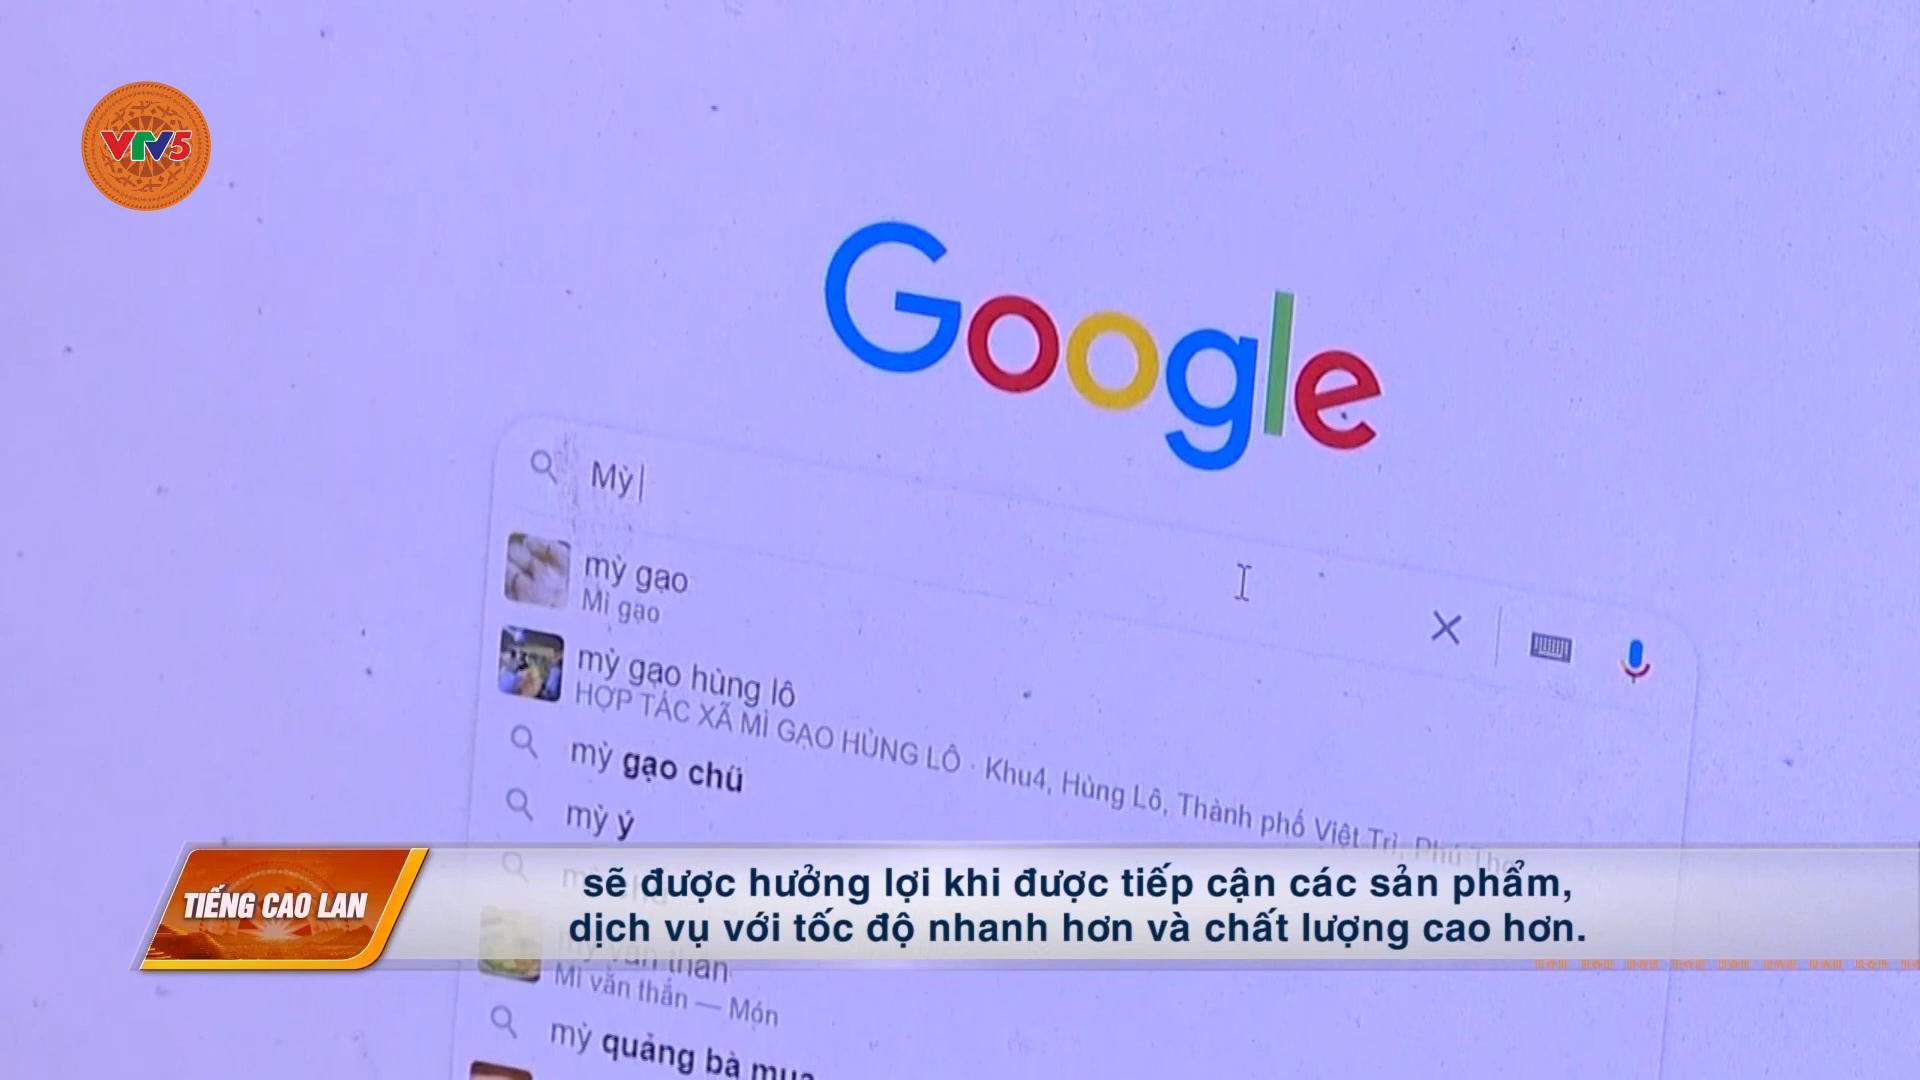 VTV5
Google
Mỳ
mỳ gạo
Mì gạo
mỳ gạo hùng lô
HỢP TÁC XÃ MÌ GẠO HÙNG LÔ · Khu4, Hùng Lô, Thành phố Việt Trì, Phú Thọ
mỳ gạo chũ
mỳ ý
TIẾNG CAO LAN
sẽ được hưởng lợi khi được tiếp cận các sản phẩm,
dịch vụ với tốc độ nhanh hơn và chất lượng cao hơn.
mỳ vằn thắn
Mì vằn thắn — Món
mỳ quảng bà mua